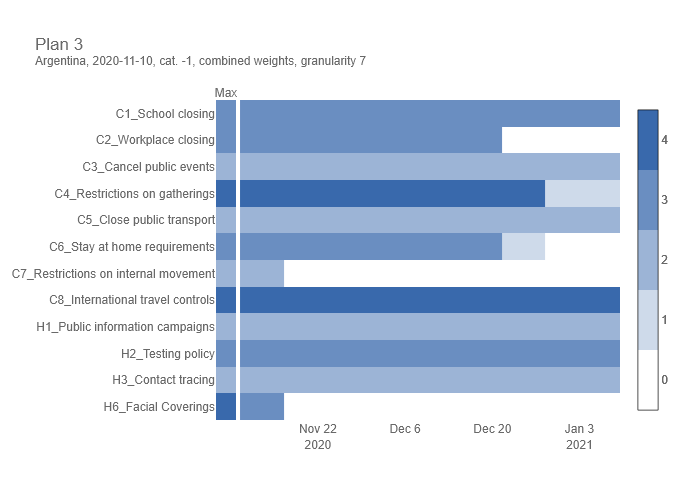 Plan 3
Argentina, 2020-11-10, cat. -1, combined weights, granularity 7
Max
C1_School closing
C2_Workplace closing
C3_Cancel public events
C4_Restrictions on gatherings
C5_Close public transport
C6_Stay at home requirements
C7_Restrictions on internal movement
C8_International travel controls
H1_Public information campaigns
H2_Testing policy
H3_Contact tracing
H6_Facial Coverings
Nov 22 Dec 6 Dec 20 Jan 3
2020 2021
4
3
2
1
0